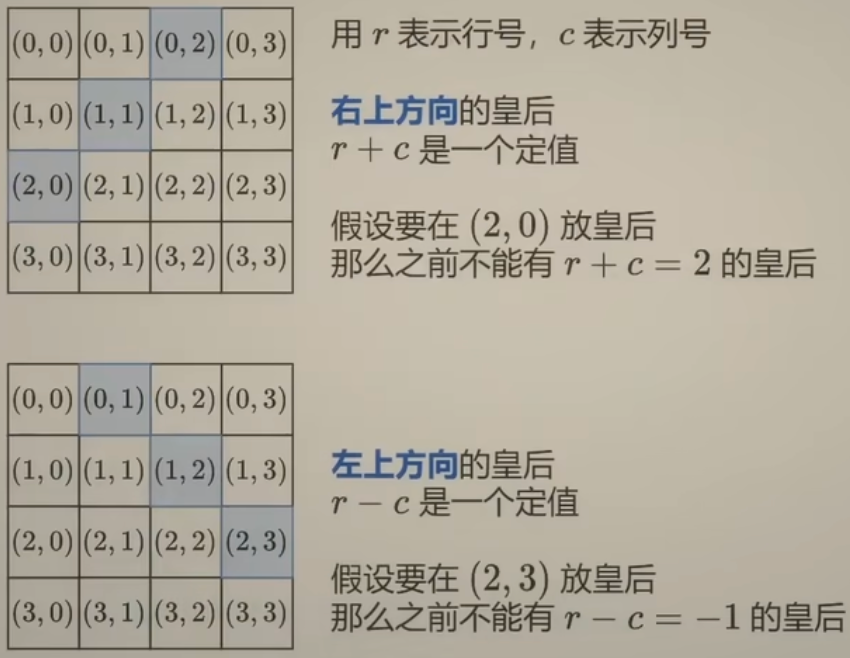 (0, 0) (0, 1) (0, 2) (0, 3)
(1, 0) (1, 1) (1, 2) (1, 3)
(2, 0) (2, 1) (2, 2) (2, 3)
(3, 0) (3, 1) (3, 2) (3, 3)
用 r 表示行号，c 表示列号
右上方向的皇后
r + c 是一个定值
假设要在 (2, 0) 放皇后
那么之前不能有 r + c = 2 的皇后
(0, 0) (0, 1) (0, 2) (0, 3)
(1, 0) (1, 1) (1, 2) (1, 3)
(2, 0) (2, 1) (2, 2) (2, 3)
(3, 0) (3, 1) (3, 2) (3, 3)
左上方向的皇后
r − c 是一个定值
假设要在 (2, 3) 放皇后
那么之前不能有 r − c = −1 的皇后